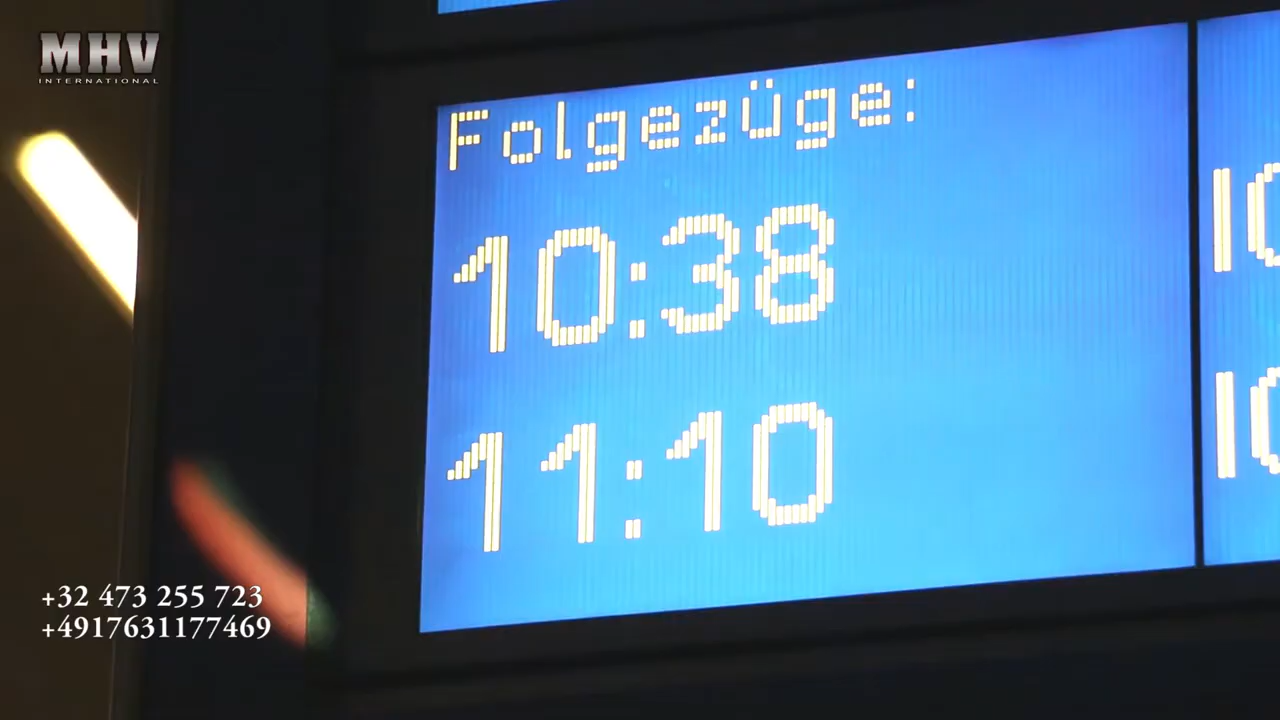 MHV
INTERNATIONAL
Folgezüge:
10:38
11:10
+32 473 255 723
+4917631177469